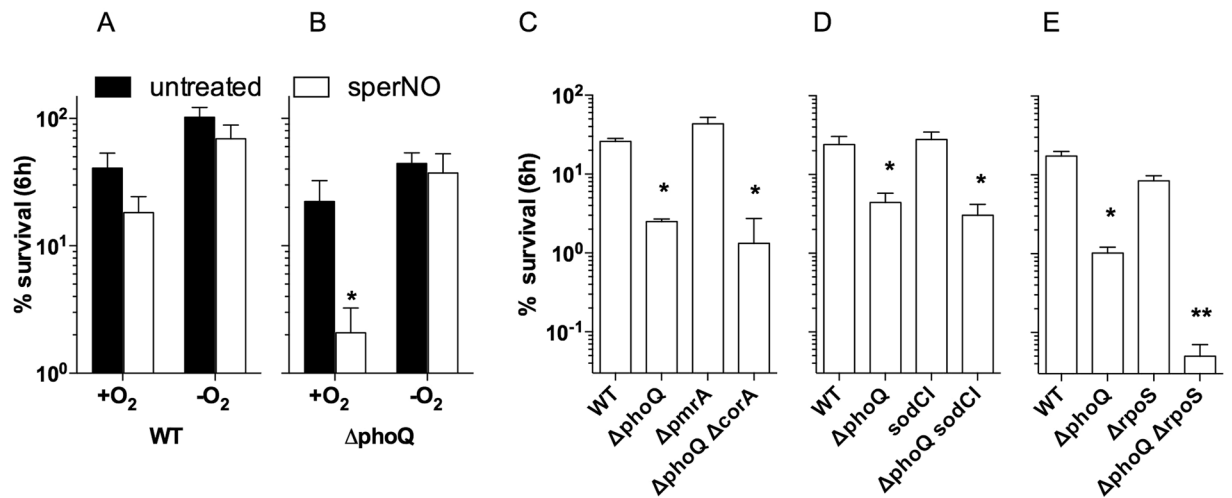 A B C D E
untreated sperNO
% survival (6h)
10²
10¹
10⁰
+O₂ -O₂
WT
+O₂ -O₂
ΔphoQ
*
% survival (6h)
10²
10¹
10⁰
10⁻¹
* *
WT ΔphoQ ΔpmrA ΔphoQ ΔcorA
* *
WT ΔphoQ sodCI ΔphoQ sodCI
* **
WT ΔphoQ ΔrpoS ΔphoQ ΔrpoS